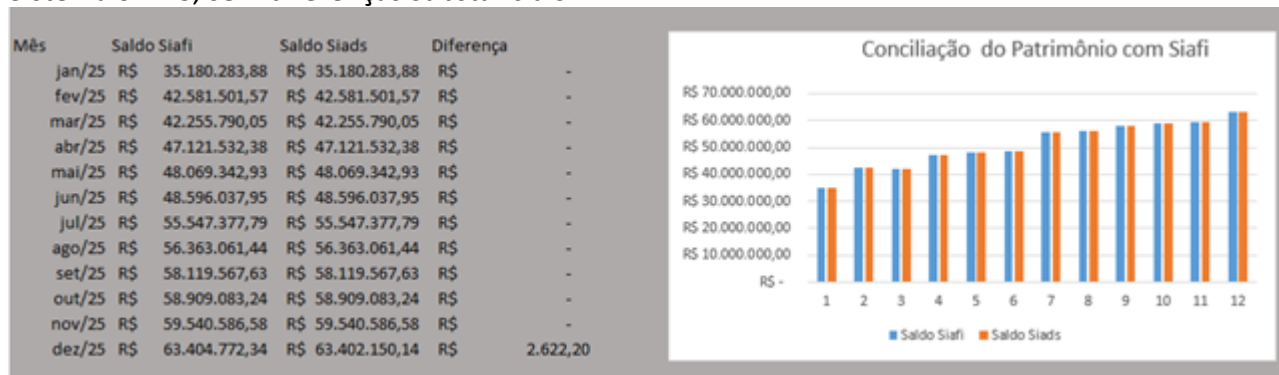 Mês Saldo Siafi Saldo Siads Diferença
jan/25 R$ 35.180.283,88 R$ 35.180.283,88 R$ -
fev/25 R$ 42.581.501,57 R$ 42.581.501,57 R$ -
mar/25 R$ 42.255.790,05 R$ 42.255.790,05 R$ -
abr/25 R$ 47.121.532,38 R$ 47.121.532,38 R$ -
mai/25 R$ 48.069.342,93 R$ 48.069.342,93 R$ -
jun/25 R$ 48.596.037,95 R$ 48.596.037,95 R$ -
jul/25 R$ 55.547.377,79 R$ 55.547.377,79 R$ -
ago/25 R$ 56.363.061,44 R$ 56.363.061,44 R$ -
set/25 R$ 58.119.567,63 R$ 58.119.567,63 R$ -
out/25 R$ 58.909.083,24 R$ 58.909.083,24 R$ -
nov/25 R$ 59.540.586,58 R$ 59.540.586,58 R$ -
dez/25 R$ 63.404.772,34 R$ 63.402.150,14 R$ 2.622,20
Conciliação do Patrimônio com Siafi
R$ 70.000.000,00
R$ 60.000.000,00
R$ 50.000.000,00
R$ 40.000.000,00
R$ 30.000.000,00
R$ 20.000.000,00
R$ 10.000.000,00
R$ -
1 2 3 4 5 6 7 8 9 10 11 12
Saldo Siafi Saldo Siads